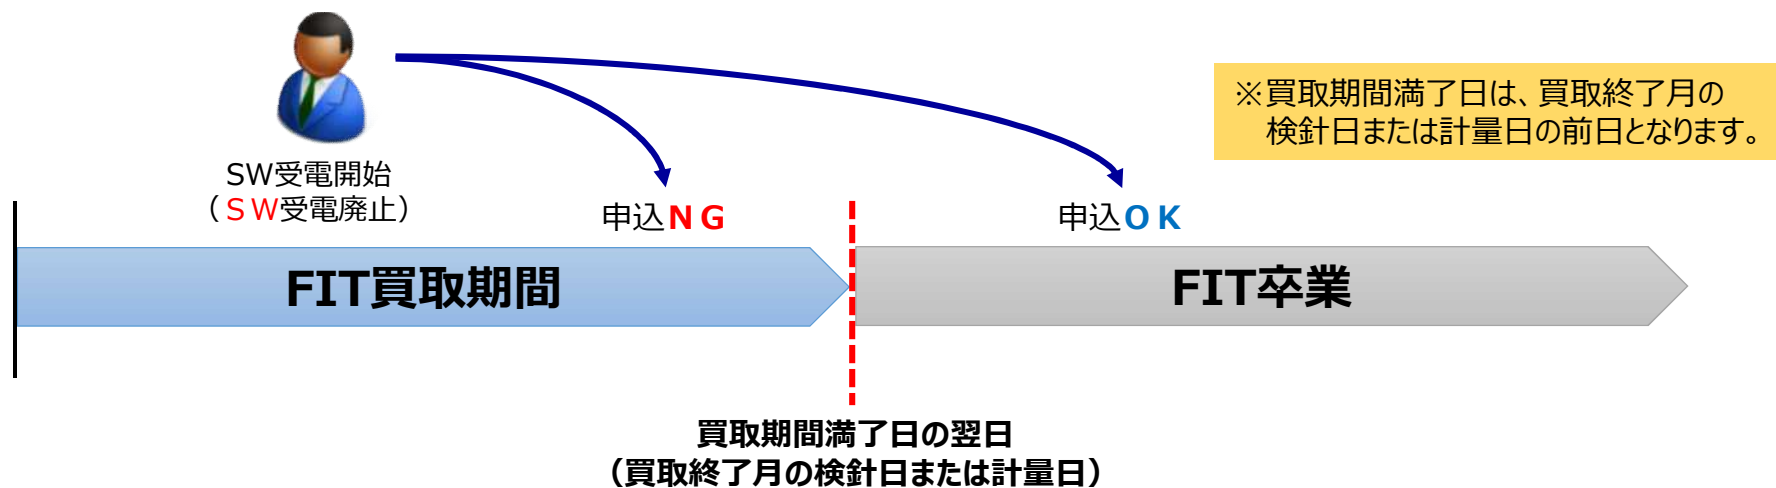 ※買取期間満了日は、買取終了月の
検針日または計量日の前日となります。
SW受電開始
（ＳＷ受電廃止）
申込ＮＧ
申込ＯＫ
FIT買取期間
FIT卒業
買取期間満了日の翌日
（買取終了月の検針日または計量日）